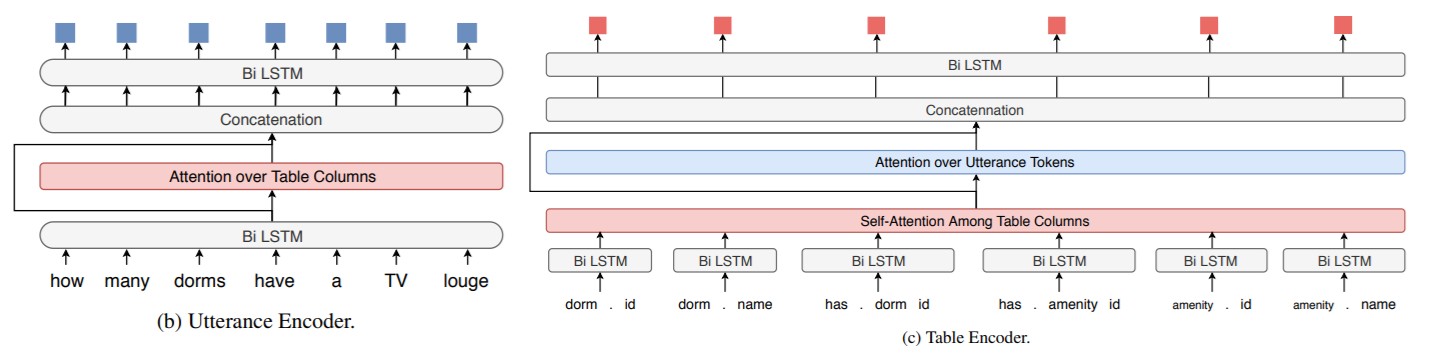 Bi LSTM
Concatenation
Attention over Table Columns
Bi LSTM
how many dorms have a TV louge
(b) Utterance Encoder.
Bi LSTM
Concatennation
Attention over Utterance Tokens
Self-Attention Among Table Columns
Bi LSTM Bi LSTM Bi LSTM Bi LSTM Bi LSTM Bi LSTM
dorm . id dorm . name has . dorm id has . amenity id amenity . id amenity . name
(c) Table Encoder.